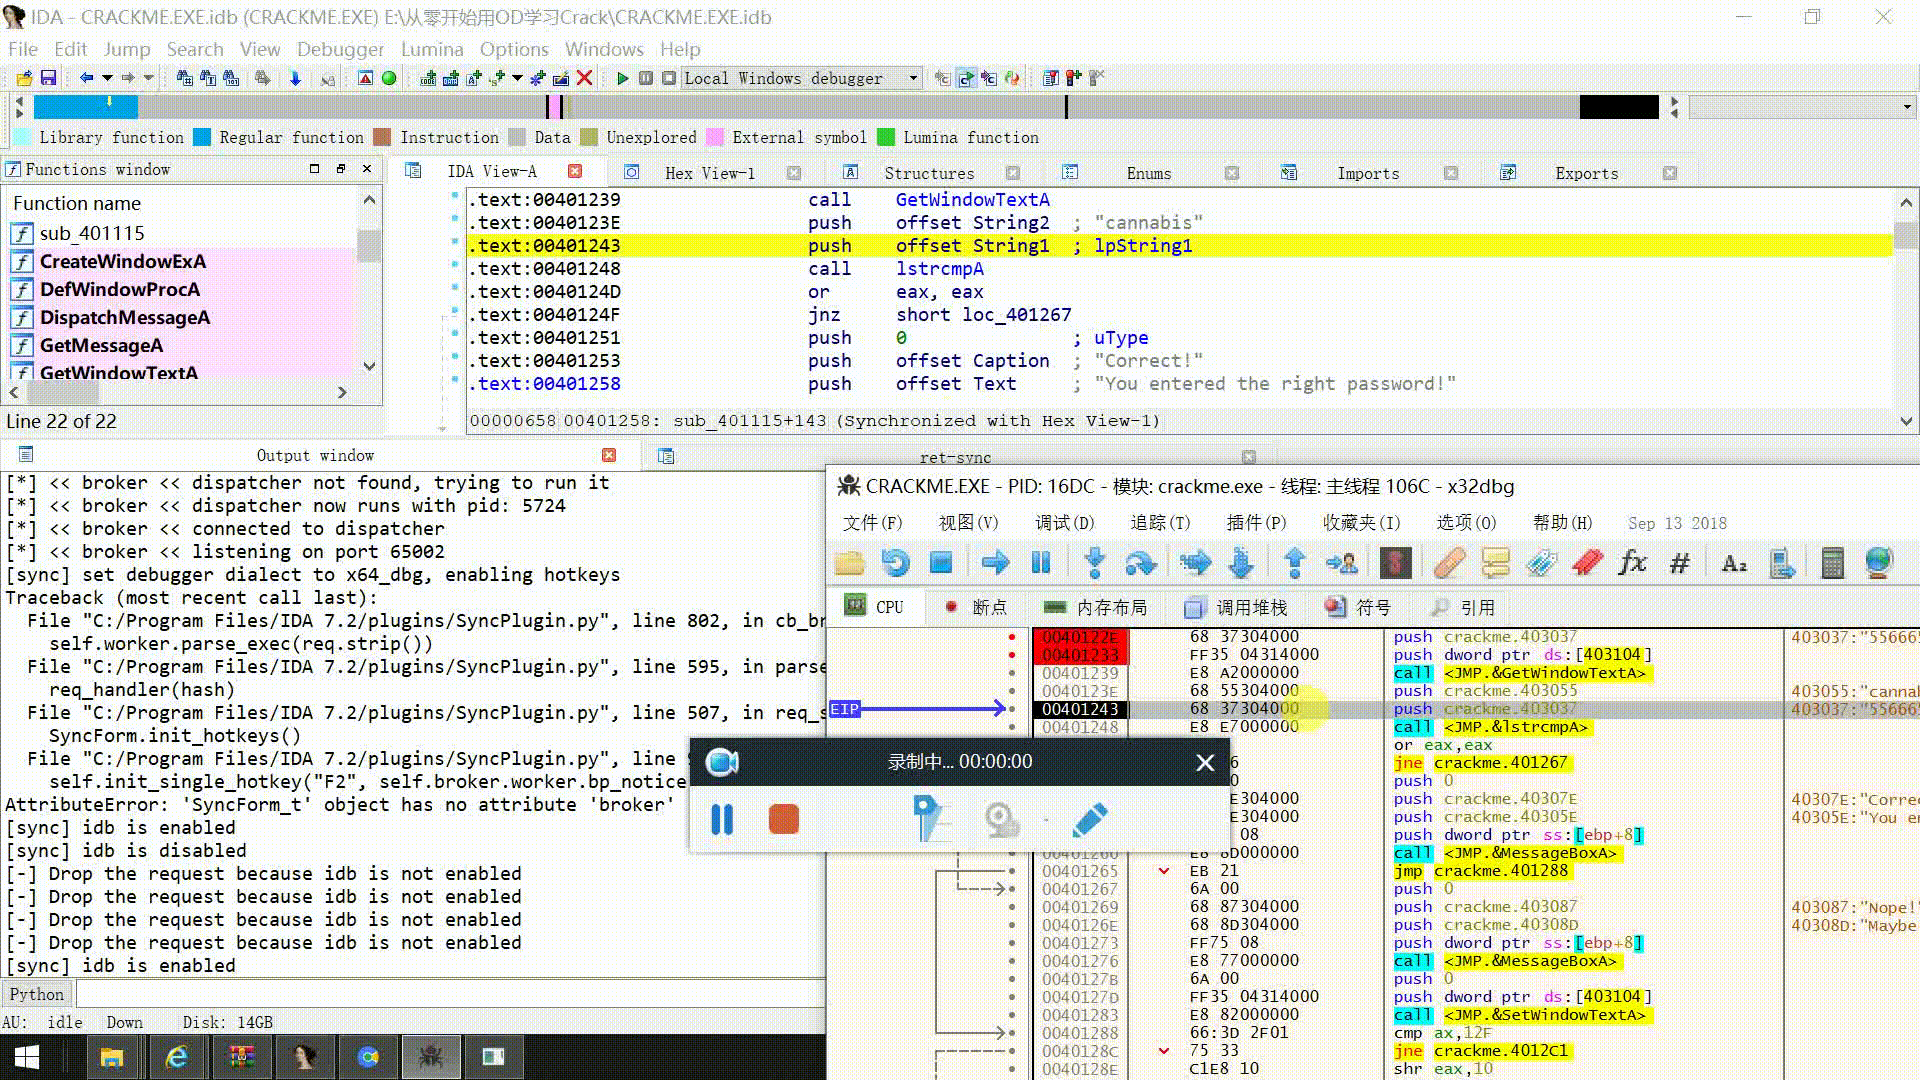 IDA - CRACKME.EXE.idb (CRACKME.EXE) E:\从零开始用OD学习Crack\CRACKME.EXE.idb
File Edit Jump Search View Debugger Lumina Options Windows Help
Local Windows debugger
Library function Regular function Instruction Data Unexplored External symbol Lumina function
Functions window
Function name
sub_401115
CreateWindowExA
DefWindowProcA
DispatchMessageA
GetMessageA
GetWindowTextA
Line 22 of 22
IDA View-A Hex View-1 Structures Enums Imports Exports
.text:00401239 call GetWindowTextA
.text:0040123E push offset String2 ; "cannabis"
.text:00401243 push offset String1 ; lpString1
.text:00401248 call lstrcmpA
.text:0040124D or eax, eax
.text:0040124F jnz short loc_401267
.text:00401251 push 0 ; uType
.text:00401253 push offset Caption ; "Correct!"
.text:00401258 push offset Text ; "You entered the right password!"
00000658 00401258: sub_401115+143 (Synchronized with Hex View-1)
Output window
ret-sync
[*] << broker << dispatcher not found, trying to run it
[*] << broker << dispatcher now runs with pid: 5724
[*] << broker << connected to dispatcher
[*] << broker << listening on port 65002
[sync] set debugger dialect to x64_dbg, enabling hotkeys
Traceback (most recent call last):
File "C:/Program Files/IDA 7.2/plugins/SyncPlugin.py", line 802, in cb_br
self.worker.parse_exec(req.strip())
File "C:/Program Files/IDA 7.2/plugins/SyncPlugin.py", line 595, in parse
req_handler(hash)
File "C:/Program Files/IDA 7.2/plugins/SyncPlugin.py", line 507, in req_s
SyncForm.init_hotkeys()
File "C:/Program Files/IDA 7.2/plugins/SyncPlugin.py", line
self.init_single_hotkey("F2", self.broker.worker.bp_notice
AttributeError: 'SyncForm_t' object has no attribute 'broker'
[sync] idb is enabled
[sync] idb is disabled
[-] Drop the request because idb is not enabled
[-] Drop the request because idb is not enabled
[-] Drop the request because idb is not enabled
[-] Drop the request because idb is not enabled
[sync] idb is enabled
Python
AU: idle Down Disk: 14GB
CRACKME.EXE - PID: 16DC - 模块: crackme.exe - 线程: 主线程 106C - x32dbg
文件(F) 视图(V) 调试(D) 追踪(T) 插件(P) 收藏夹(I) 选项(O) 帮助(H) Sep 13 2018
CPU 断点 内存布局 调用堆栈 符号 引用
0040122E 68 37304000 push crackme.403037 403037:"55666
00401233 FF35 04314000 push dword ptr ds:[403104]
00401239 E8 A2000000 call <JMP.&GetWindowTextA>
0040123E 68 55304000 push crackme.403055 403055:"canna
EIP 00401243 68 37304000 push crackme.403037 403037:"55666
00401248 E8 E7000000 call <JMP.&lstrcmpA>
or eax,eax
6 jne crackme.401267
0 push 0
E304000 push crackme.40307E 40307E:"Corre
E304000 push crackme.40305E 40305E:"You e
08 push dword ptr ss:[ebp+8]
00401260 E8 8D000000 call <JMP.&MessageBoxA>
00401265 EB 21 jmp crackme.401288
00401267 6A 00 push 0
00401269 68 87304000 push crackme.403087 403087:"Nope!
0040126E 68 8D304000 push crackme.40308D 40308D:"Maybe
00401273 FF75 08 push dword ptr ss:[ebp+8]
00401276 E8 77000000 call <JMP.&MessageBoxA>
0040127B 6A 00 push 0
0040127D FF35 04314000 push dword ptr ds:[403104]
00401283 E8 82000000 call <JMP.&SetWindowTextA>
00401288 66:3D 2F01 cmp ax,12F
0040128C 75 33 jne crackme.4012C1
0040128E C1E8 10 shr eax,10
录制中... 00:00:00